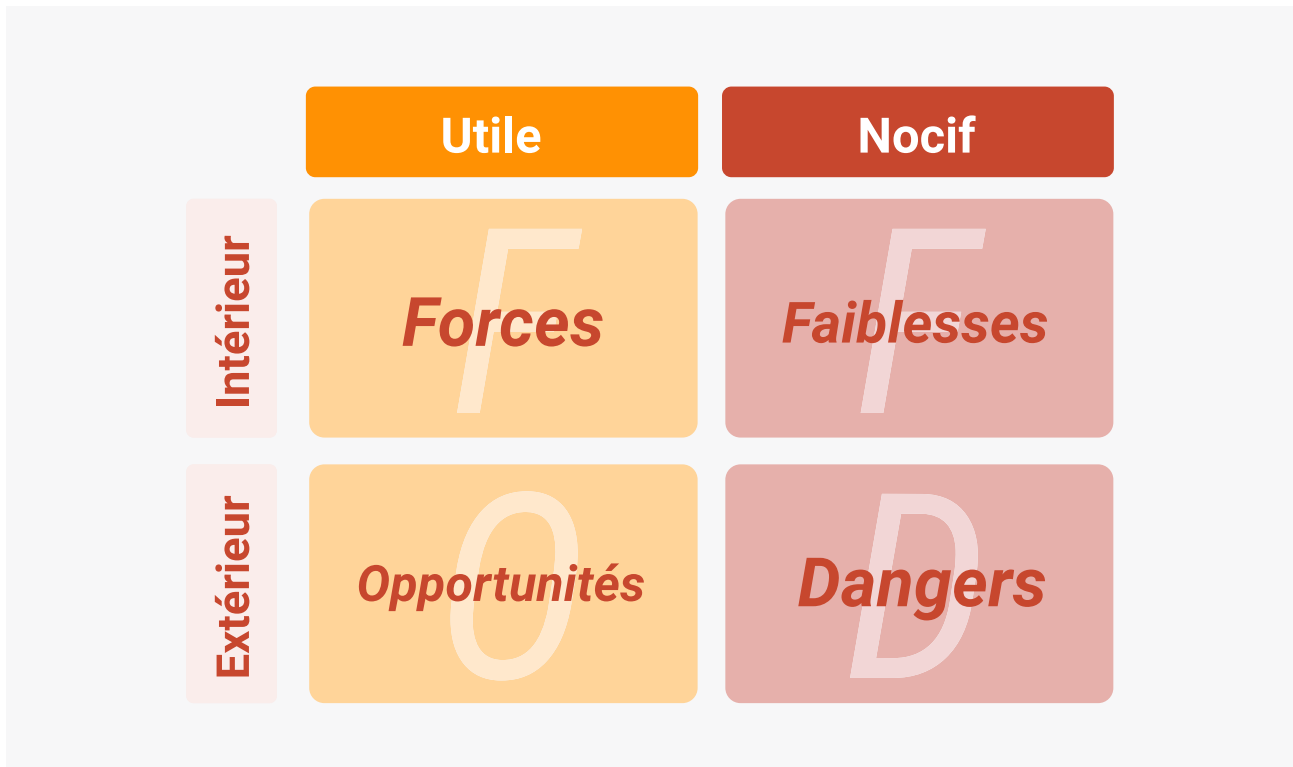 Utile
Nocif
Intérieur
F
Forces
F
Faiblesses
Extérieur
O
Opportunités
D
Dangers